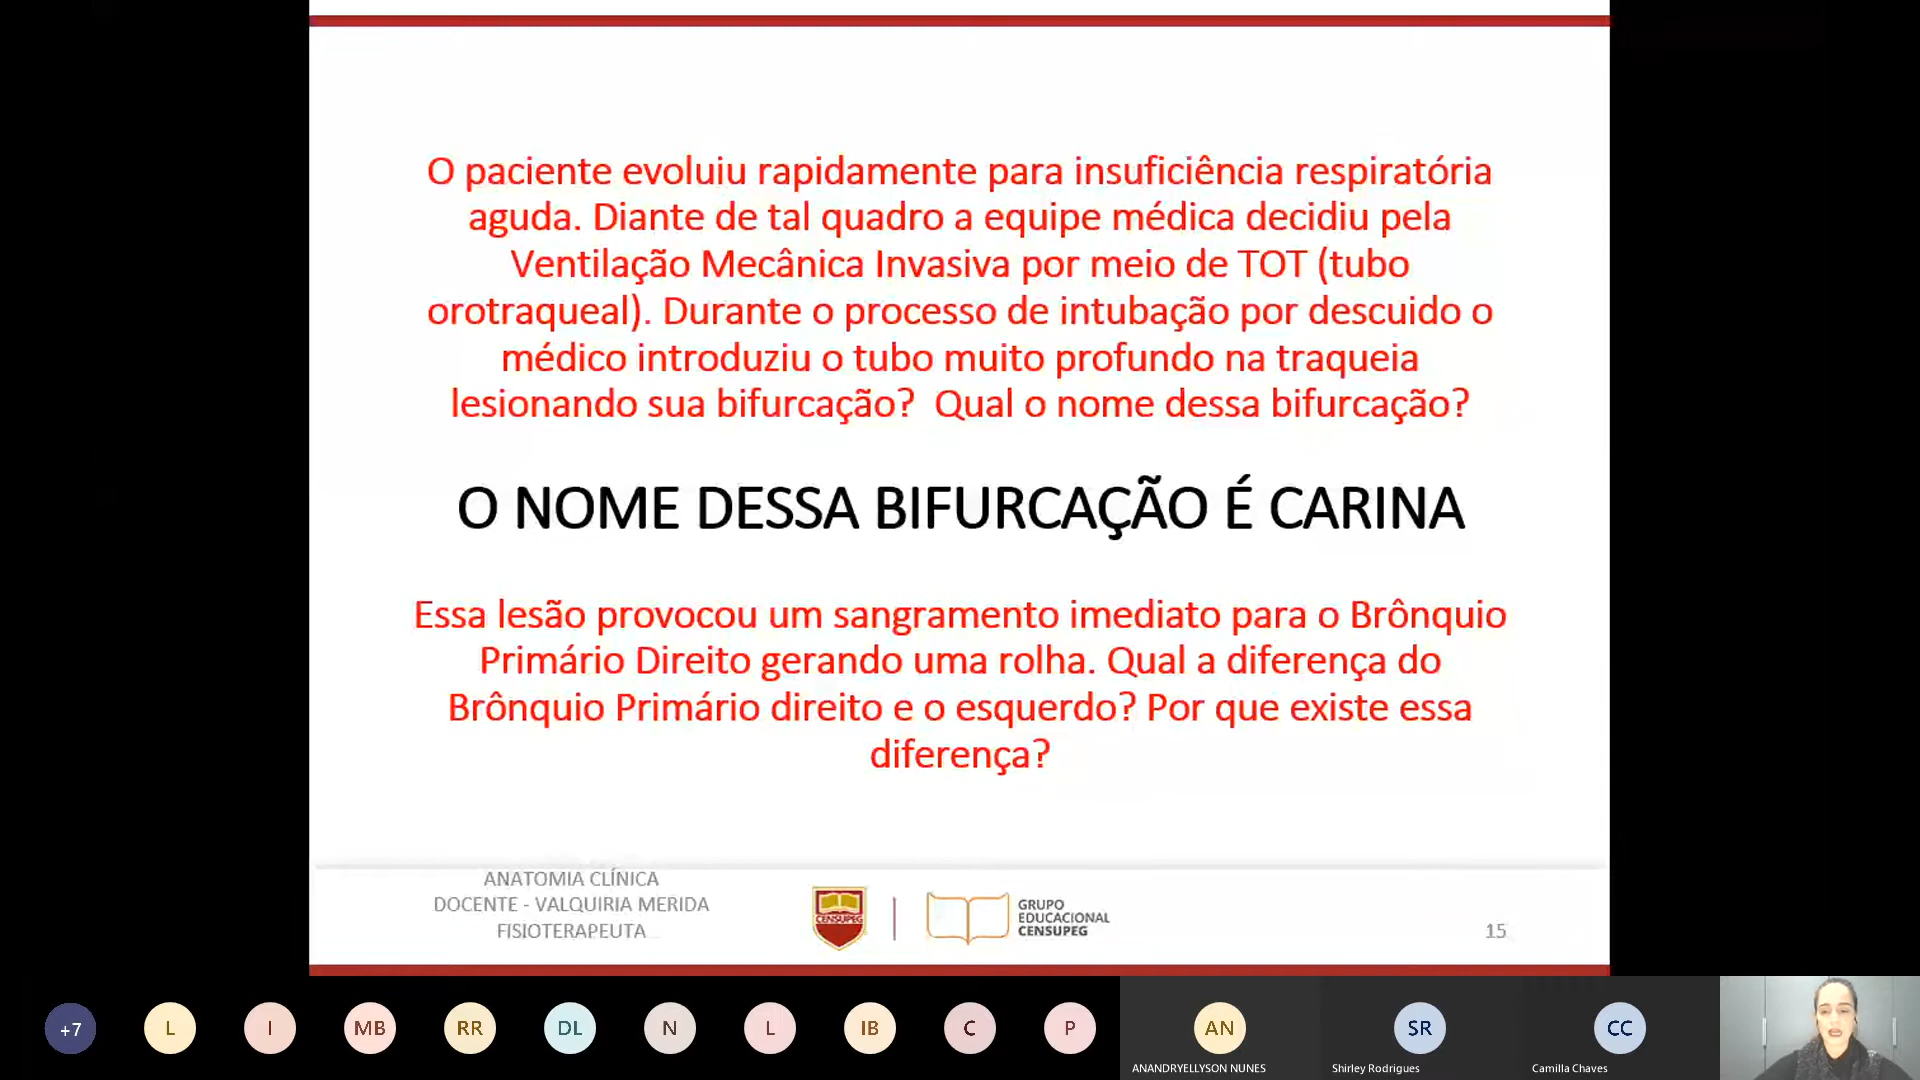 O paciente evoluiu rapidamente para insuficiência respiratória
aguda. Diante de tal quadro a equipe médica decidiu pela
Ventilação Mecânica Invasiva por meio de TOT (tubo
orotraqueal). Durante o processo de intubação por descuido o
médico introduziu o tubo muito profundo na traqueia
lesionando sua bifurcação?  Qual o nome dessa bifurcação?
O NOME DESSA BIFURCAÇÃO É CARINA
Essa lesão provocou um sangramento imediato para o Brônquio
Primário Direito gerando uma rolha. Qual a diferença do
Brônquio Primário direito e o esquerdo? Por que existe essa
diferença?
ANATOMIA CLÍNICA
DOCENTE - VALQUIRIA MERIDA
FISIOTERAPEUTA
CENSUPEG
GRUPO
EDUCACIONAL
CENSUPEG
15
+7
L
I
MB
RR
DL
N
L
IB
C
P
AN
SR
CC
ANANDRYELLYSON NUNES
Shirley Rodrigues
Camilla Chaves